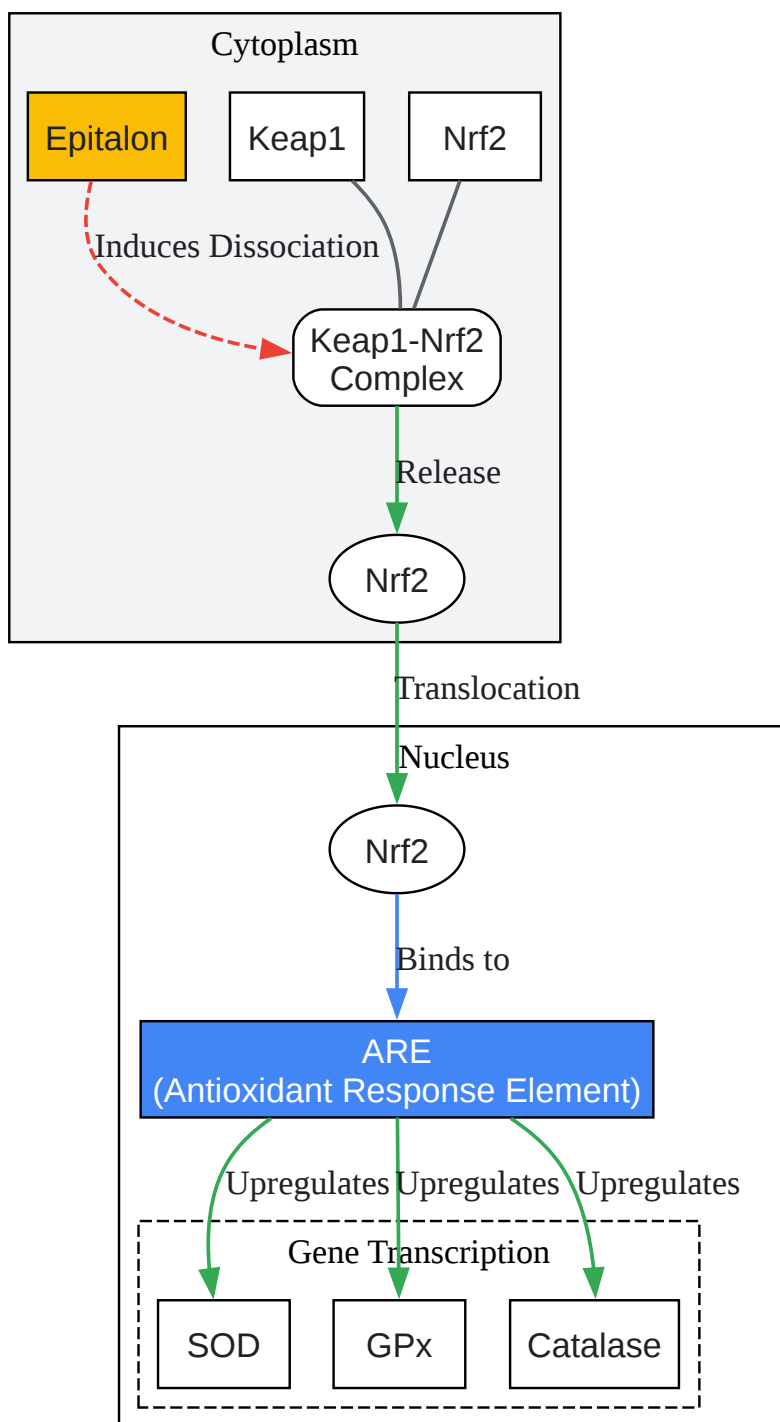 Cytoplasm
Epitalon
Keap1
Nrf2
Induces Dissociation
Keap1-Nrf2
Complex
Release
Nrf2
Translocation
Nucleus
Nrf2
Binds to
ARE
(Antioxidant Response Element)
Upregulates
Upregulates
Upregulates
Gene Transcription
SOD
GPx
Catalase